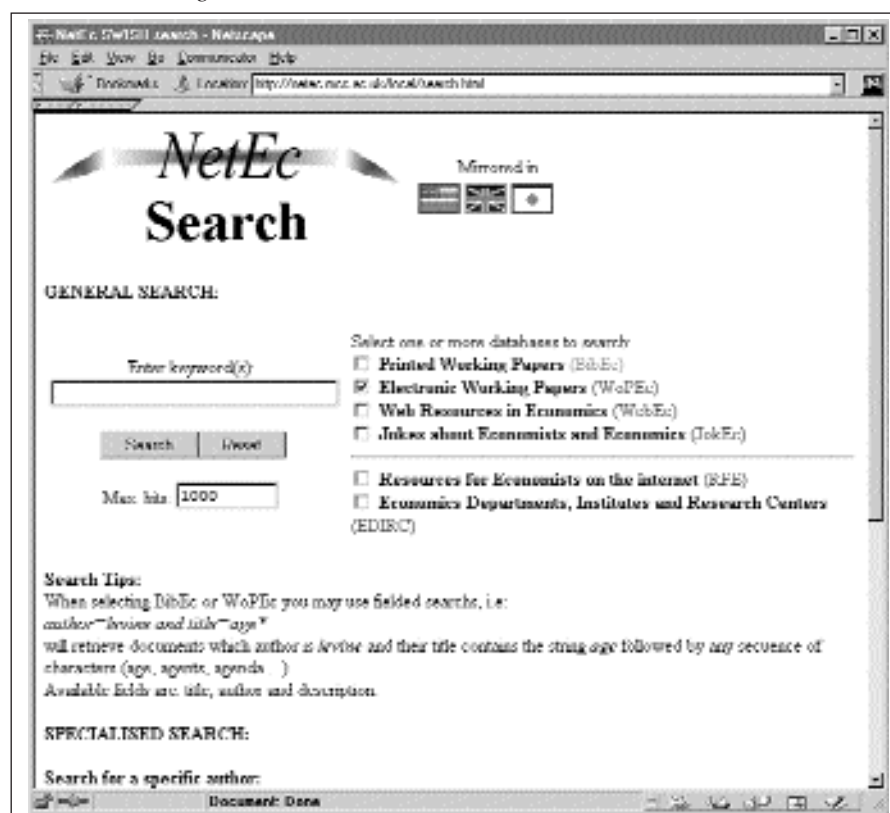 NetEc SWISH search - Netscape
File Edit View Go Communicator Help
Bookmarks Location: http://netec.mcc.ac.uk/local/search.html
NetEc
Search
Mirrored in
GENERAL SEARCH:
Select one or more databases to search
Enter keyword(s):
Printed Working Papers (BibEc)
Electronic Working Papers (WoPEc)
Web Resources in Economics (WebEc)
Jokes about Economists and Economics (JokEc)
Search Reset
Max hits 1000
Resources for Economists on the internet (RFE)
Economics Departments, Institutes and Research Centers
(EDIRC)
Search Tips:
When selecting BibEc or WoPEc you may use fielded searchs, i.e:
author=levine and title=age*
will retrieve documents which author is levine and their title contains the string age followed by any secuence of
characters (age, agents, agenda ...)
Available fields are: title, author and description.
SPECIALISED SEARCH:
Search for a specific author:
Document: Done